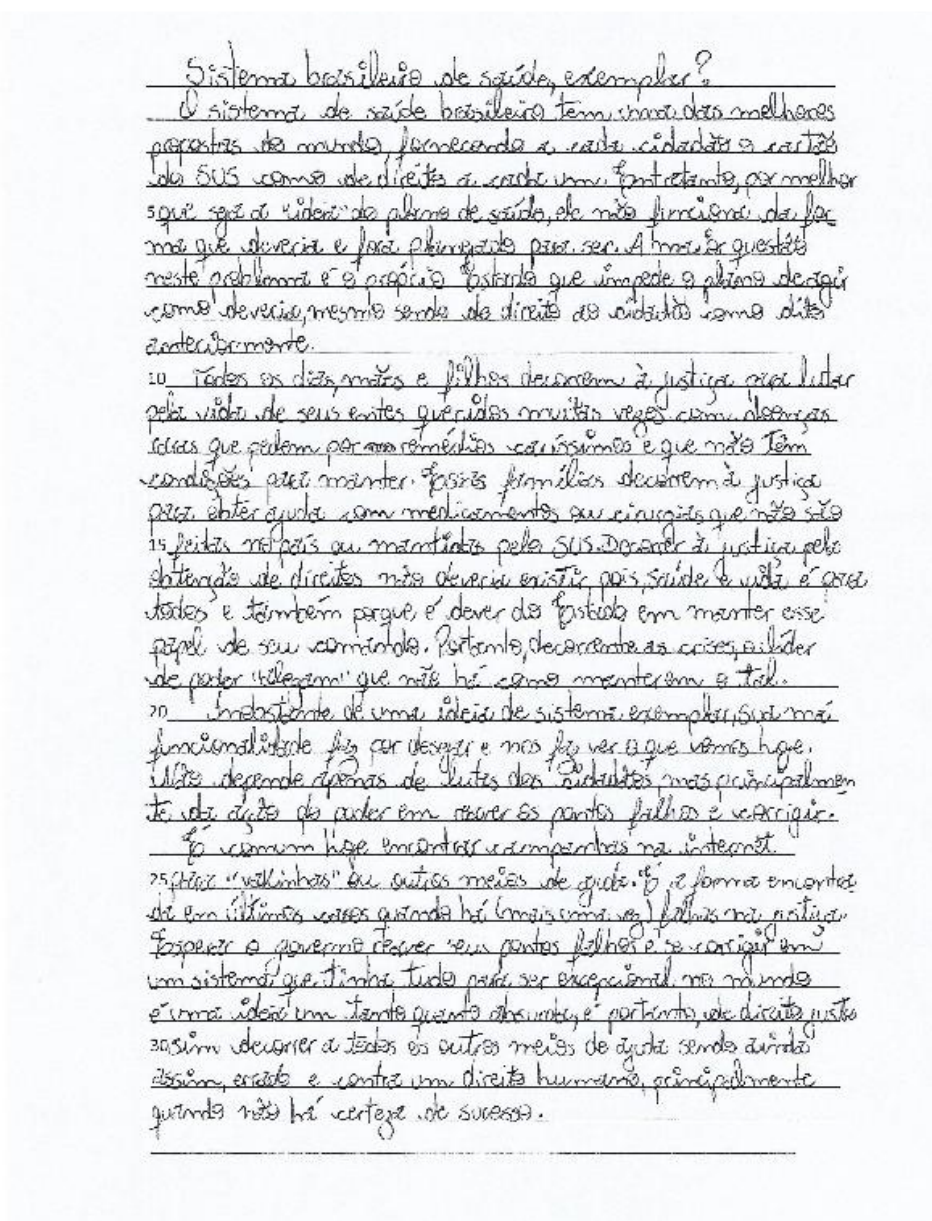 Sistema brasileiro de saúde, exemplar?
O sistema de saúde brasileiro tem uma das melhores
propostas do mundo, fornecendo a cada cidadão o cartão
do SUS como de direito a cada um. Entretanto, por melhor
5 que seja a "ideia" do plano de saúde, ele não funciona da for
ma que deveria e fora planejado para ser. A maior questão
neste problema é o próprio Estado que impede o plano de agir
como deveria, mesmo sendo de direito ao cidadão como dito
anteriormente.
10 Todos os dias, mães e filhos decorrem à justiça para lutar
pela vida de seus entes queridos muitas vezes com doenças
raras que pedem por remédios caríssimos e que não têm
condições para manter. Essas famílias decorrem à justiça
para obter ajuda com medicamentos ou cirurgias que não são
15 feitas no país ou mantidas pelo SUS. Decorrer à justiça pela
obtenção de direitos não deveria existir, pois, saúde e vida é para
todos e também porque é dever do Estado em manter esse
papel de seu comando. Portanto, decorrente as crises, o líder
de poder "alegam" que não há como manterem o tal.
20 Inobstante de uma ideia de sistema exemplar, sua má
funcionalidade faz por desejar e nos faz ver o que vemos hoje.
Não depende apenas de lutas dos cidadãos, mas principalmen
te da ação do poder em rever os pontos falhos e corrigir.
É comum hoje encontrar campanhas na internet
25 para "vakinhas" ou outros meios de ajuda. É a forma encontra
da em últimos casos quando há (mais uma vez) falhas na justiça.
Esperar o governo rever seus pontos falhos e se corrigir em
um sistema que tinha tudo para ser excepcional no mundo
é uma ideia um tanto quanto absurda, é portanto, de direito justo
30 sim decorrer a todos os outros meios de ajuda sendo ainda
assim, errado e contra um direito humano, principalmente
quando não há certeza de sucesso.